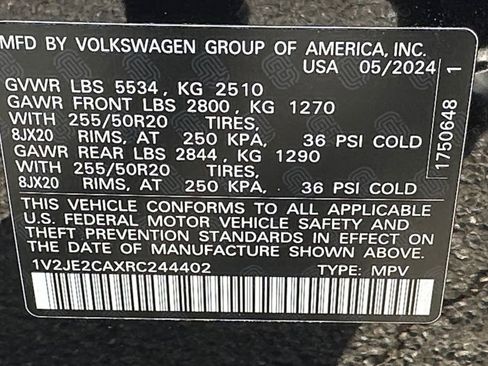 MFD BY VOLKSWAGEN GROUP OF AMERICA, INC.
USA 05/2024
GVWR LBS 5534, KG 2510
GAWR FRONT LBS 2800, KG 1270
WITH 255/50R20 TIRES,
8JX20 RIMS, AT 250 KPA, 36 PSI COLD
GAWR REAR LBS 2844, KG 1290
WITH 255/50R20 TIRES,
8JX20 RIMS, AT 250 KPA, 36 PSI COLD
THIS VEHICLE CONFORMS TO ALL APPLICABLE
U.S. FEDERAL MOTOR VEHICLE SAFETY AND
THEFT PREVENTION STANDARDS IN EFFECT ON
THE DATE OF MANUFACTURE SHOWN ABOVE.
1V2JE2CAXRC244402 TYPE: MPV
1750648 1